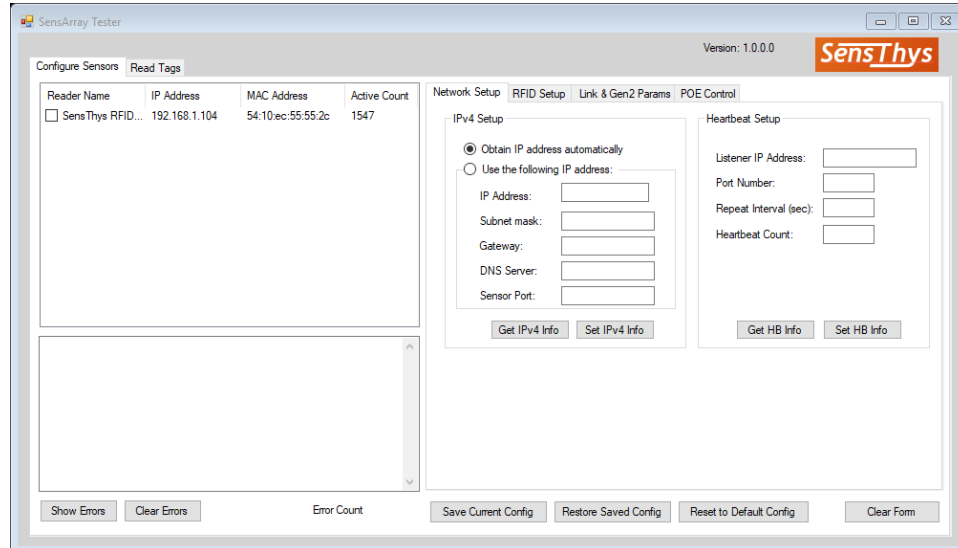 SensArray Tester
Version: 1.0.0.0
SensThys
Configure Sensors Read Tags
Reader Name IP Address MAC Address Active Count
SensThys RFID... 192.168.1.104 54:10:ec:55:55:2c 1547
Network Setup RFID Setup Link & Gen2 Params POE Control
IPv4 Setup
Obtain IP address automatically
Use the following IP address:
IP Address:
Subnet mask:
Gateway:
DNS Server:
Sensor Port:
Get IPv4 Info Set IPv4 Info
Heartbeat Setup
Listener IP Address:
Port Number:
Repeat Interval (sec):
Heartbeat Count:
Get HB Info Set HB Info
Show Errors Clear Errors Error Count
Save Current Config Restore Saved Config Reset to Default Config Clear Form